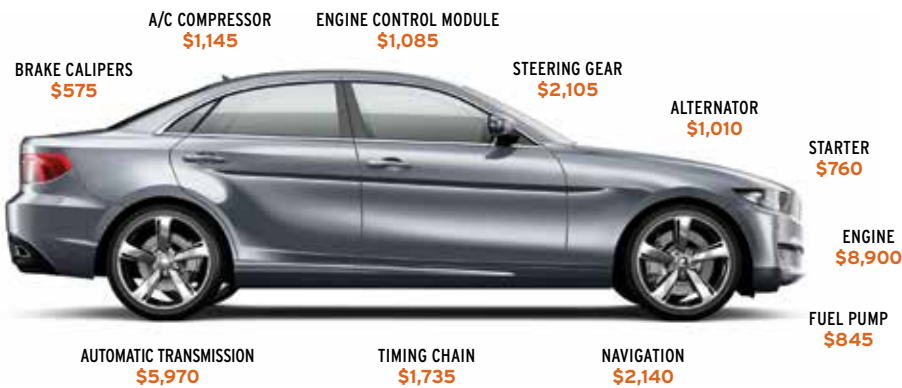 A/C COMPRESSOR
$1,145
ENGINE CONTROL MODULE
$1,085
BRAKE CALIPERS
$575
STEERING GEAR
$2,105
ALTERNATOR
$1,010
STARTER
$760
ENGINE
$8,900
FUEL PUMP
$845
AUTOMATIC TRANSMISSION
$5,970
TIMING CHAIN
$1,735
NAVIGATION
$2,140